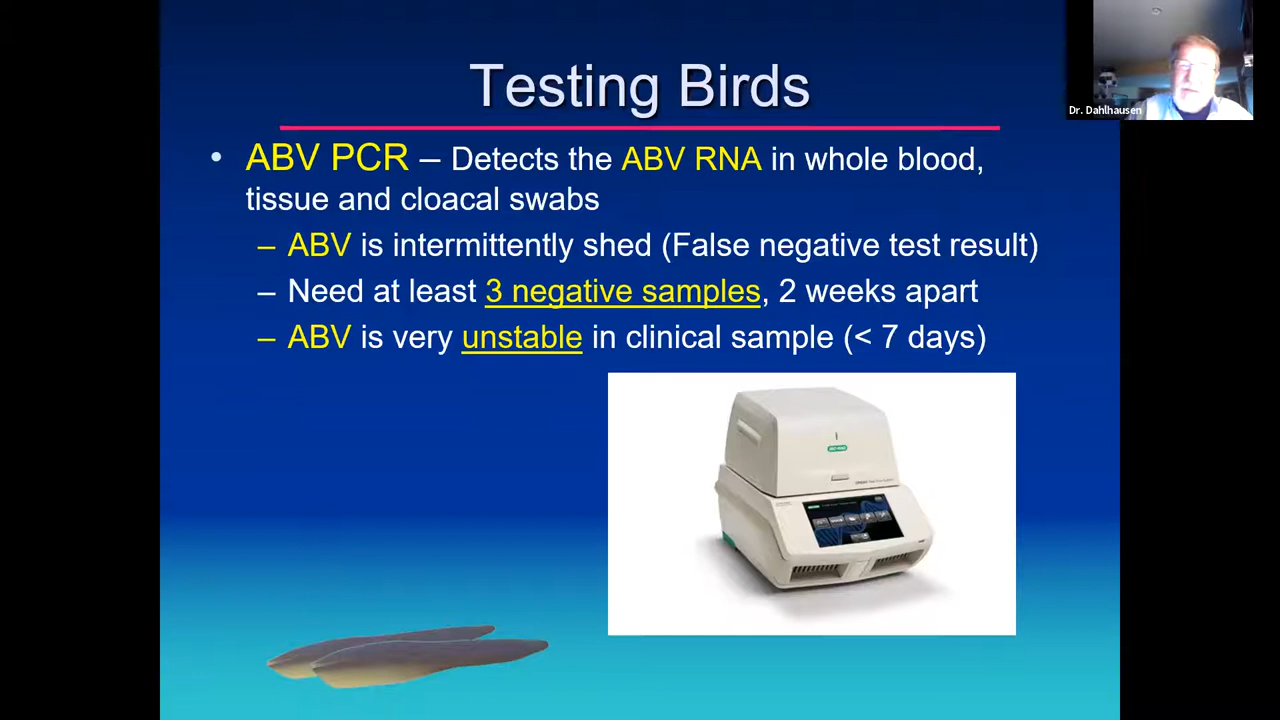 Testing Birds
• ABV PCR – Detects the ABV RNA in whole blood,
tissue and cloacal swabs
– ABV is intermittently shed (False negative test result)
– Need at least 3 negative samples, 2 weeks apart
– ABV is very unstable in clinical sample (< 7 days)
Dr. Dahlhausen
BIO-RAD